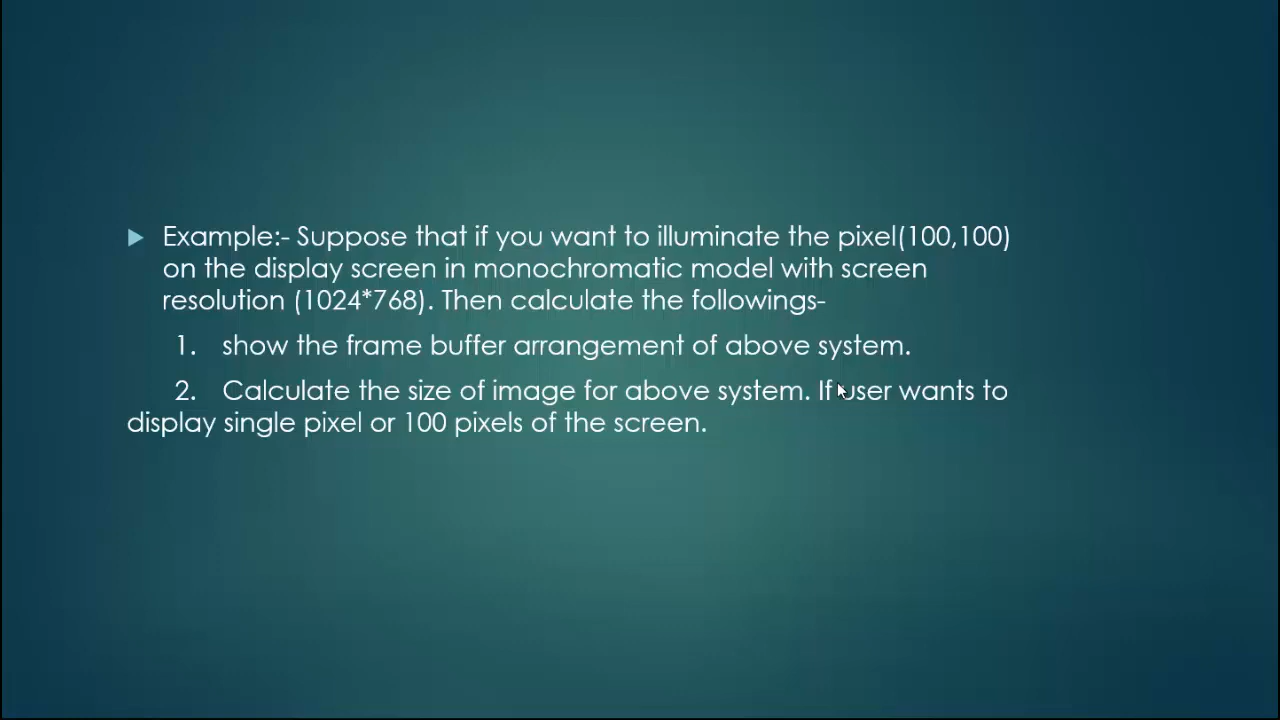 Example:- Suppose that if you want to illuminate the pixel(100,100)
on the display screen in monochromatic model with screen
resolution (1024*768). Then calculate the followings-
1. show the frame buffer arrangement of above system.
2. Calculate the size of image for above system. If user wants to
display single pixel or 100 pixels of the screen.